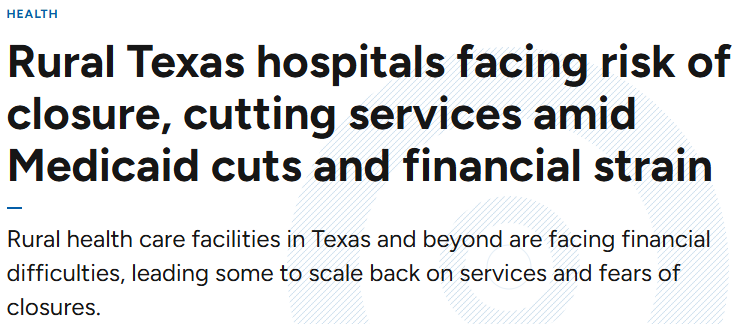 HEALTH
Rural Texas hospitals facing risk of
closure, cutting services amid
Medicaid cuts and financial strain
Rural health care facilities in Texas and beyond are facing financial
difficulties, leading some to scale back on services and fears of
closures.